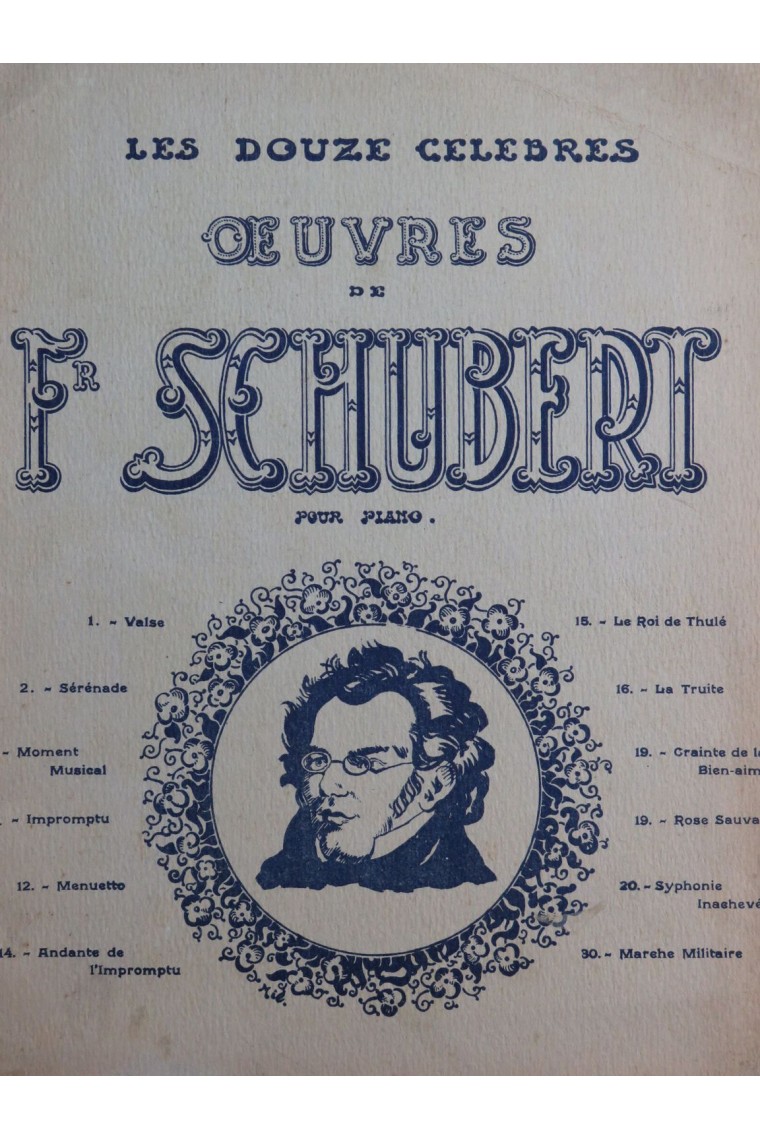 LES DOUZE CELEBRES
ŒUVRES
DE
FR SCHUBERT
POUR PIANO.
1. - Valse
2. - Sérénade
- Moment
Musical
- Impromptu
12. - Menuetto
14. - Andante de
l'Impromptu
15. - Le Roi de Thulé
16. - La Truite
19. - Crainte de la
Bien-aim
19. - Rose Sauva
20. - Syphonie
Inachevé
30. - Marche Militaire